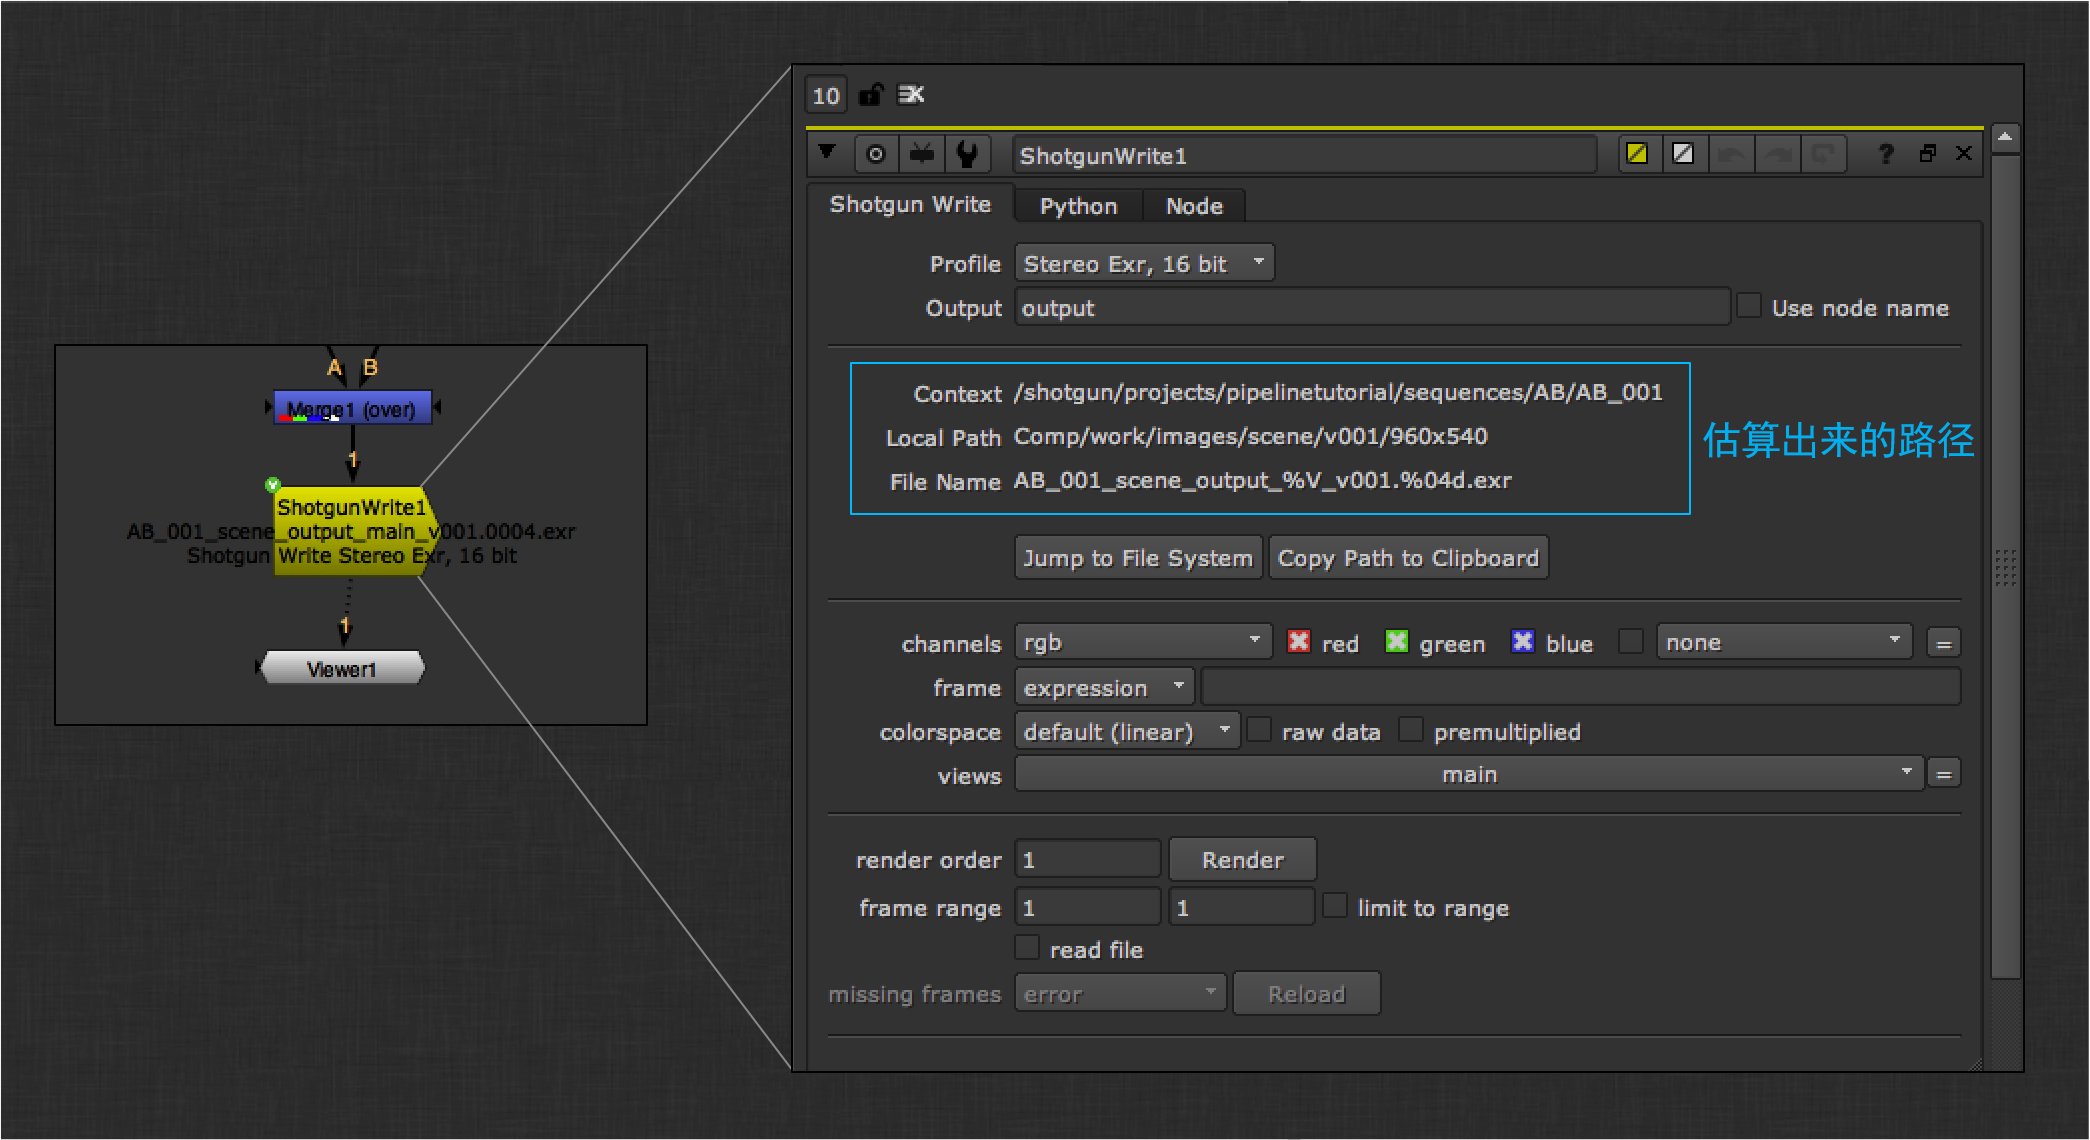 A B
Merge1 (over)
1
ShotgunWrite1
AB_001_scene_output_main_v001.0004.exr
Shotgun Write Stereo Exr, 16 bit
1
Viewer1
10
ShotgunWrite1 ?
Shotgun Write Python Node
Profile Stereo Exr, 16 bit
Output output Use node name
Context /shotgun/projects/pipelinetutorial/sequences/AB/AB_001
Local Path Comp/work/images/scene/v001/960x540
File Name AB_001_scene_output_%V_v001.%04d.exr
估算出来的路径
Jump to File System Copy Path to Clipboard
channels rgb red green blue none =
frame expression
colorspace default (linear) raw data premultiplied
views main =
render order 1 Render
frame range 1 1 limit to range
read file
missing frames error Reload